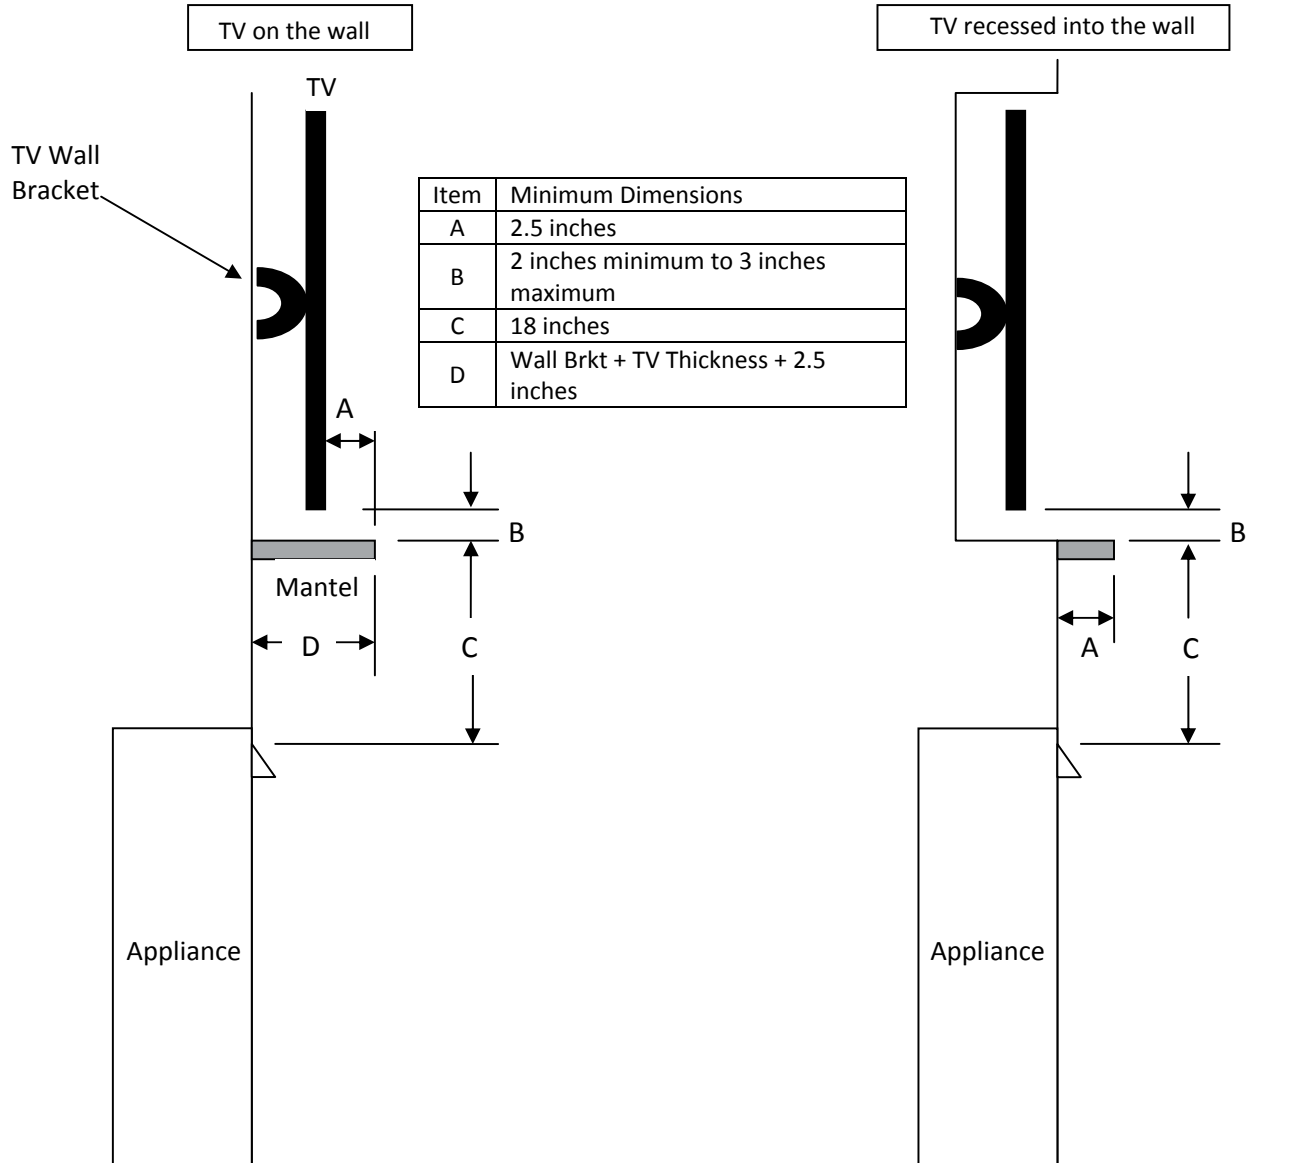 TV on the wall
TV recessed into the wall
TV
TV Wall
Bracket
Item Minimum Dimensions
A 2.5 inches
B 2 inches minimum to 3 inches
maximum
C 18 inches
D Wall Brkt + TV Thickness + 2.5
inches
A
B
Mantel
D
C
Appliance
B
A
C
Appliance